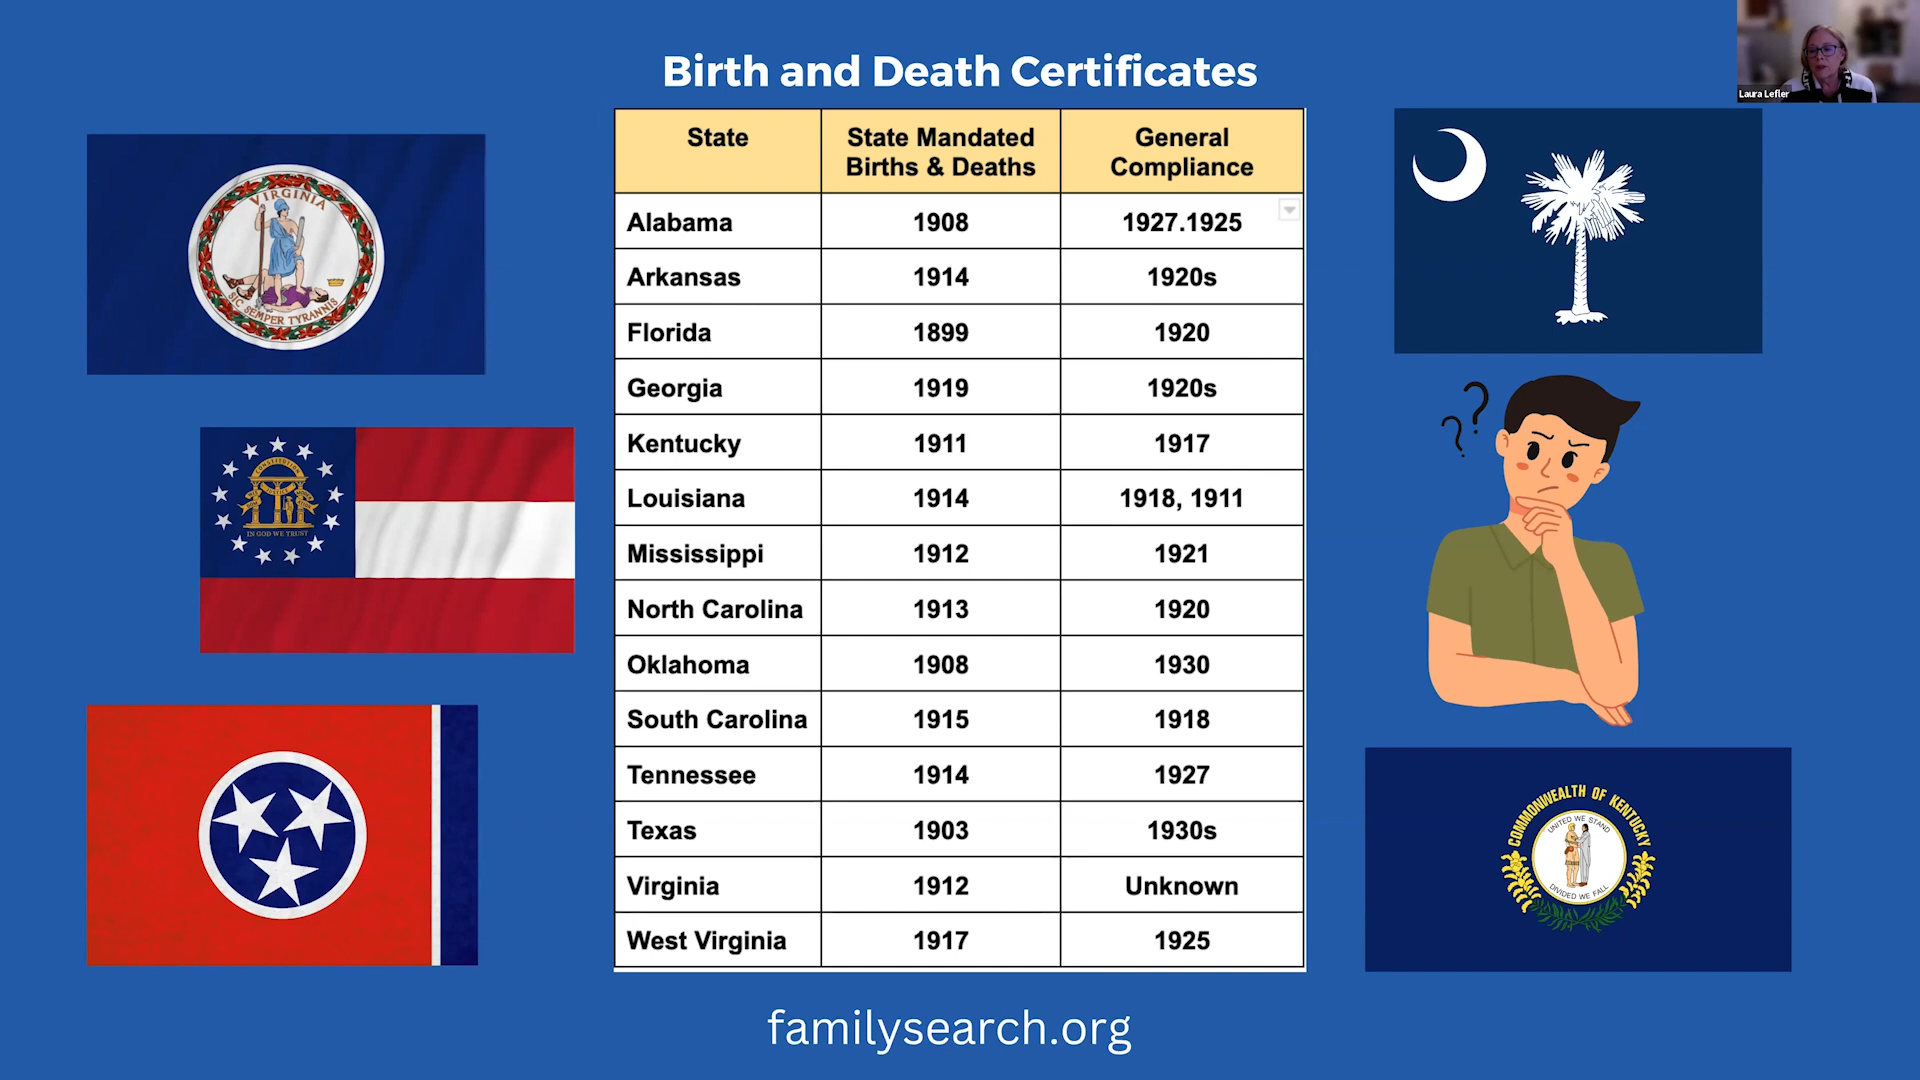 Birth and Death Certificates
Laura Lefler
VIRGINIA
SIC SEMPER TYRANNIS
CONSTITUTION
IN GOD WE TRUST
State State Mandated Births & Deaths General Compliance
Alabama 1908 1927.1925
Arkansas 1914 1920s
Florida 1899 1920
Georgia 1919 1920s
Kentucky 1911 1917
Louisiana 1914 1918, 1911
Mississippi 1912 1921
North Carolina 1913 1920
Oklahoma 1908 1930
South Carolina 1915 1918
Tennessee 1914 1927
Texas 1903 1930s
Virginia 1912 Unknown
West Virginia 1917 1925
? ?
COMMONWEALTH OF KENTUCKY
UNITED WE STAND
DIVIDED WE FALL
familysearch.org